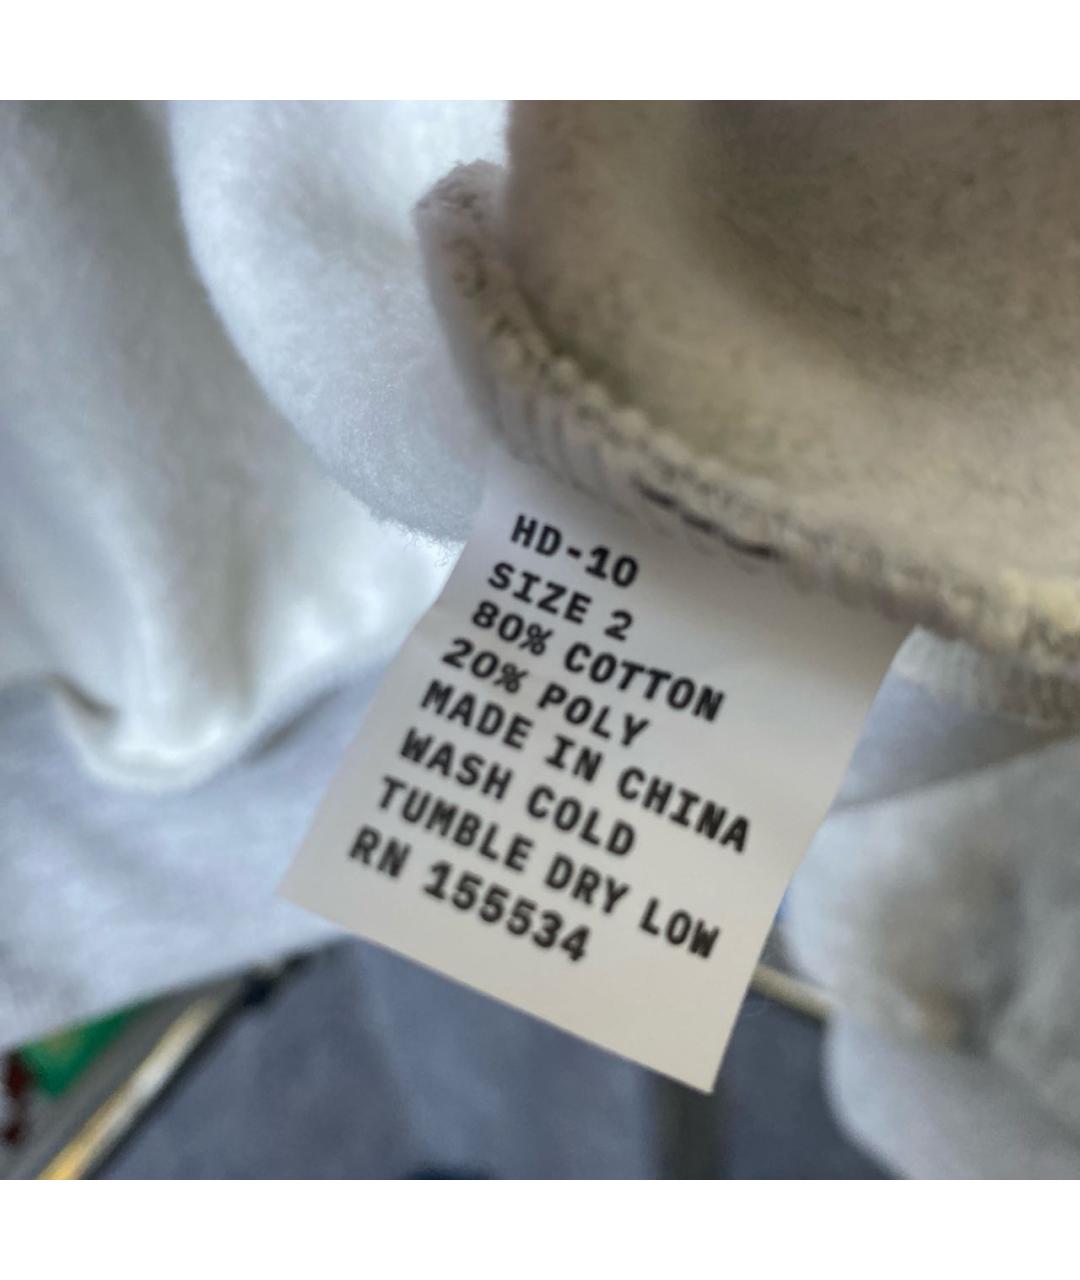 HD-10
SIZE 2
80% COTTON
20% POLY
MADE IN CHINA
WASH COLD
TUMBLE DRY LOW
RN 155534